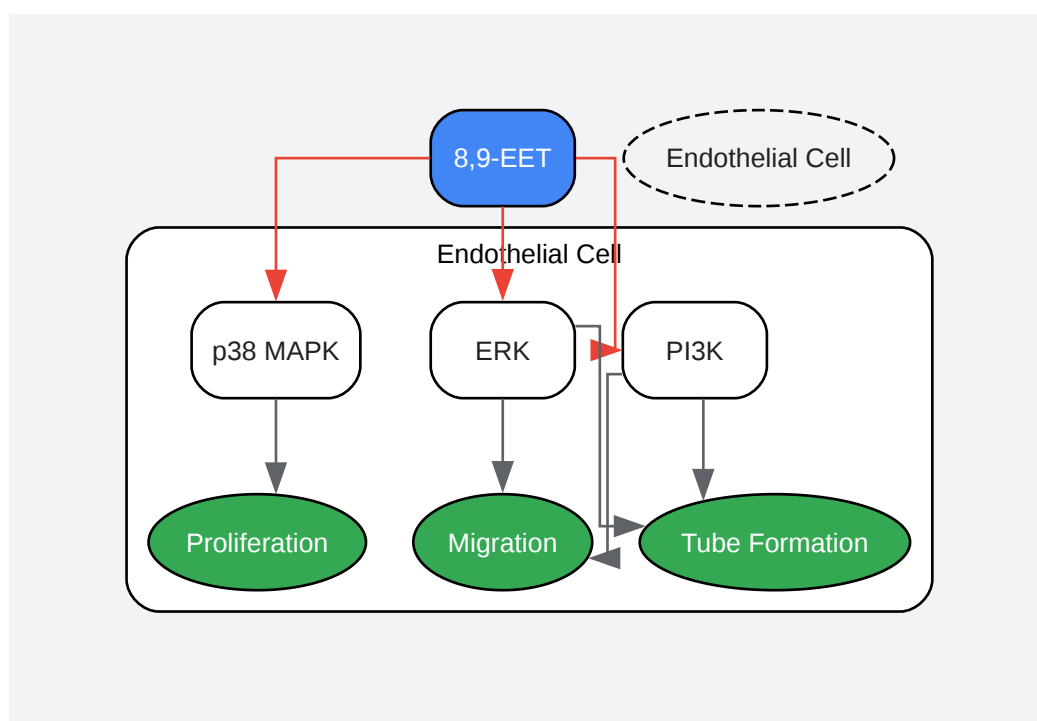 8,9-EET
Endothelial Cell
Endothelial Cell
p38 MAPK
ERK
PI3K
Proliferation
Migration
Tube Formation